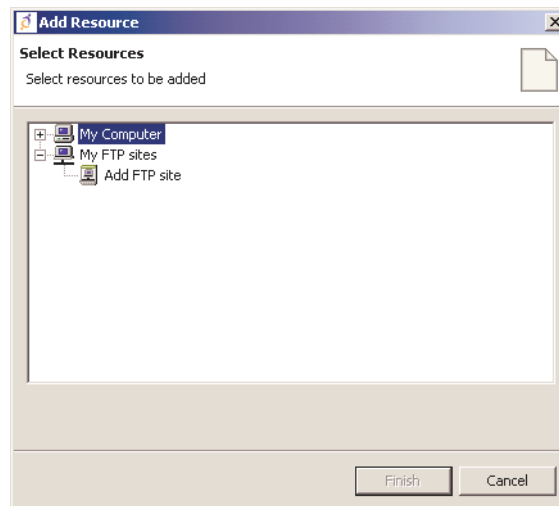 Add Resource
Select Resources
Select resources to be added
My Computer
My FTP sites
Add FTP site
Finish
Cancel